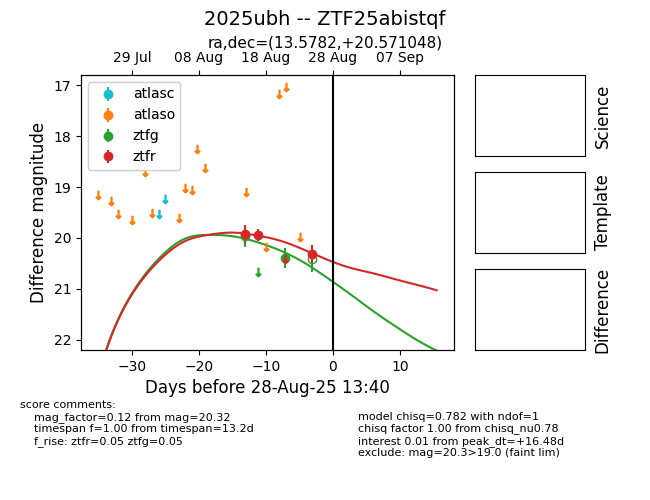 2025ubh -- ZTF25abistqf
ra,dec=(13.5782,+20.571048)
29 Jul 08 Aug 18 Aug 28 Aug 07 Sep
atlasc
atlaso
ztfg
ztfr
17
18
19
20
21
22
Difference magnitude
−30 −20 −10 0 10
Days before 28-Aug-25 13:40
Science
Template
Difference
score comments:
mag_factor=0.12 from mag=20.32
timespan f=1.00 from timespan=13.2d
f_rise: ztfr=0.05 ztfg=0.05
model chisq=0.782 with ndof=1
chisq factor 1.00 from chisq_nu0.78
interest 0.01 from peak_dt=+16.48d
exclude: mag=20.3>19.0 (faint lim)